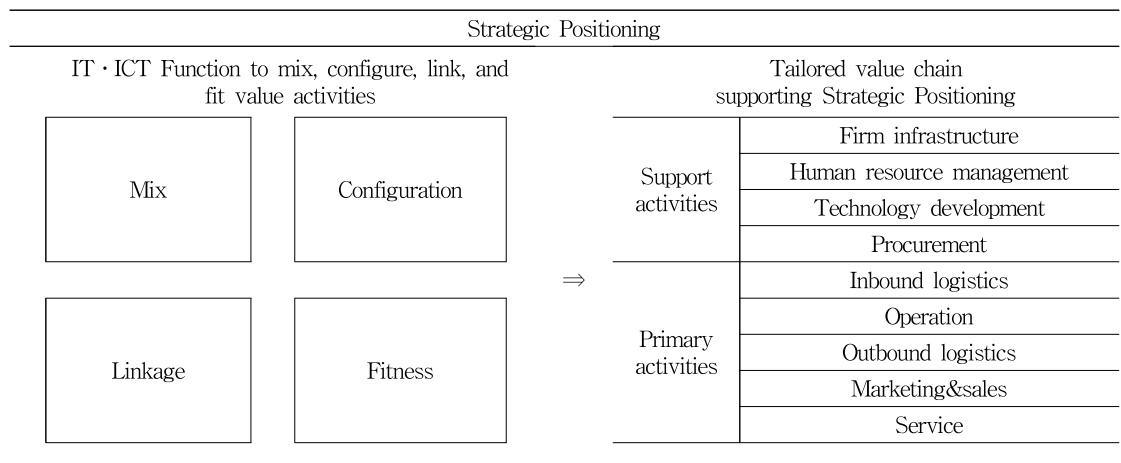 Strategic Positioning
IT·ICT Function to mix, configure, link, and
fit value activities
Mix
Configuration
Linkage
Fitness
⇒
Tailored value chain
supporting Strategic Positioning
Support
activities
Firm infrastructure
Human resource management
Technology development
Procurement
Primary
activities
Inbound logistics
Operation
Outbound logistics
Marketing&sales
Service